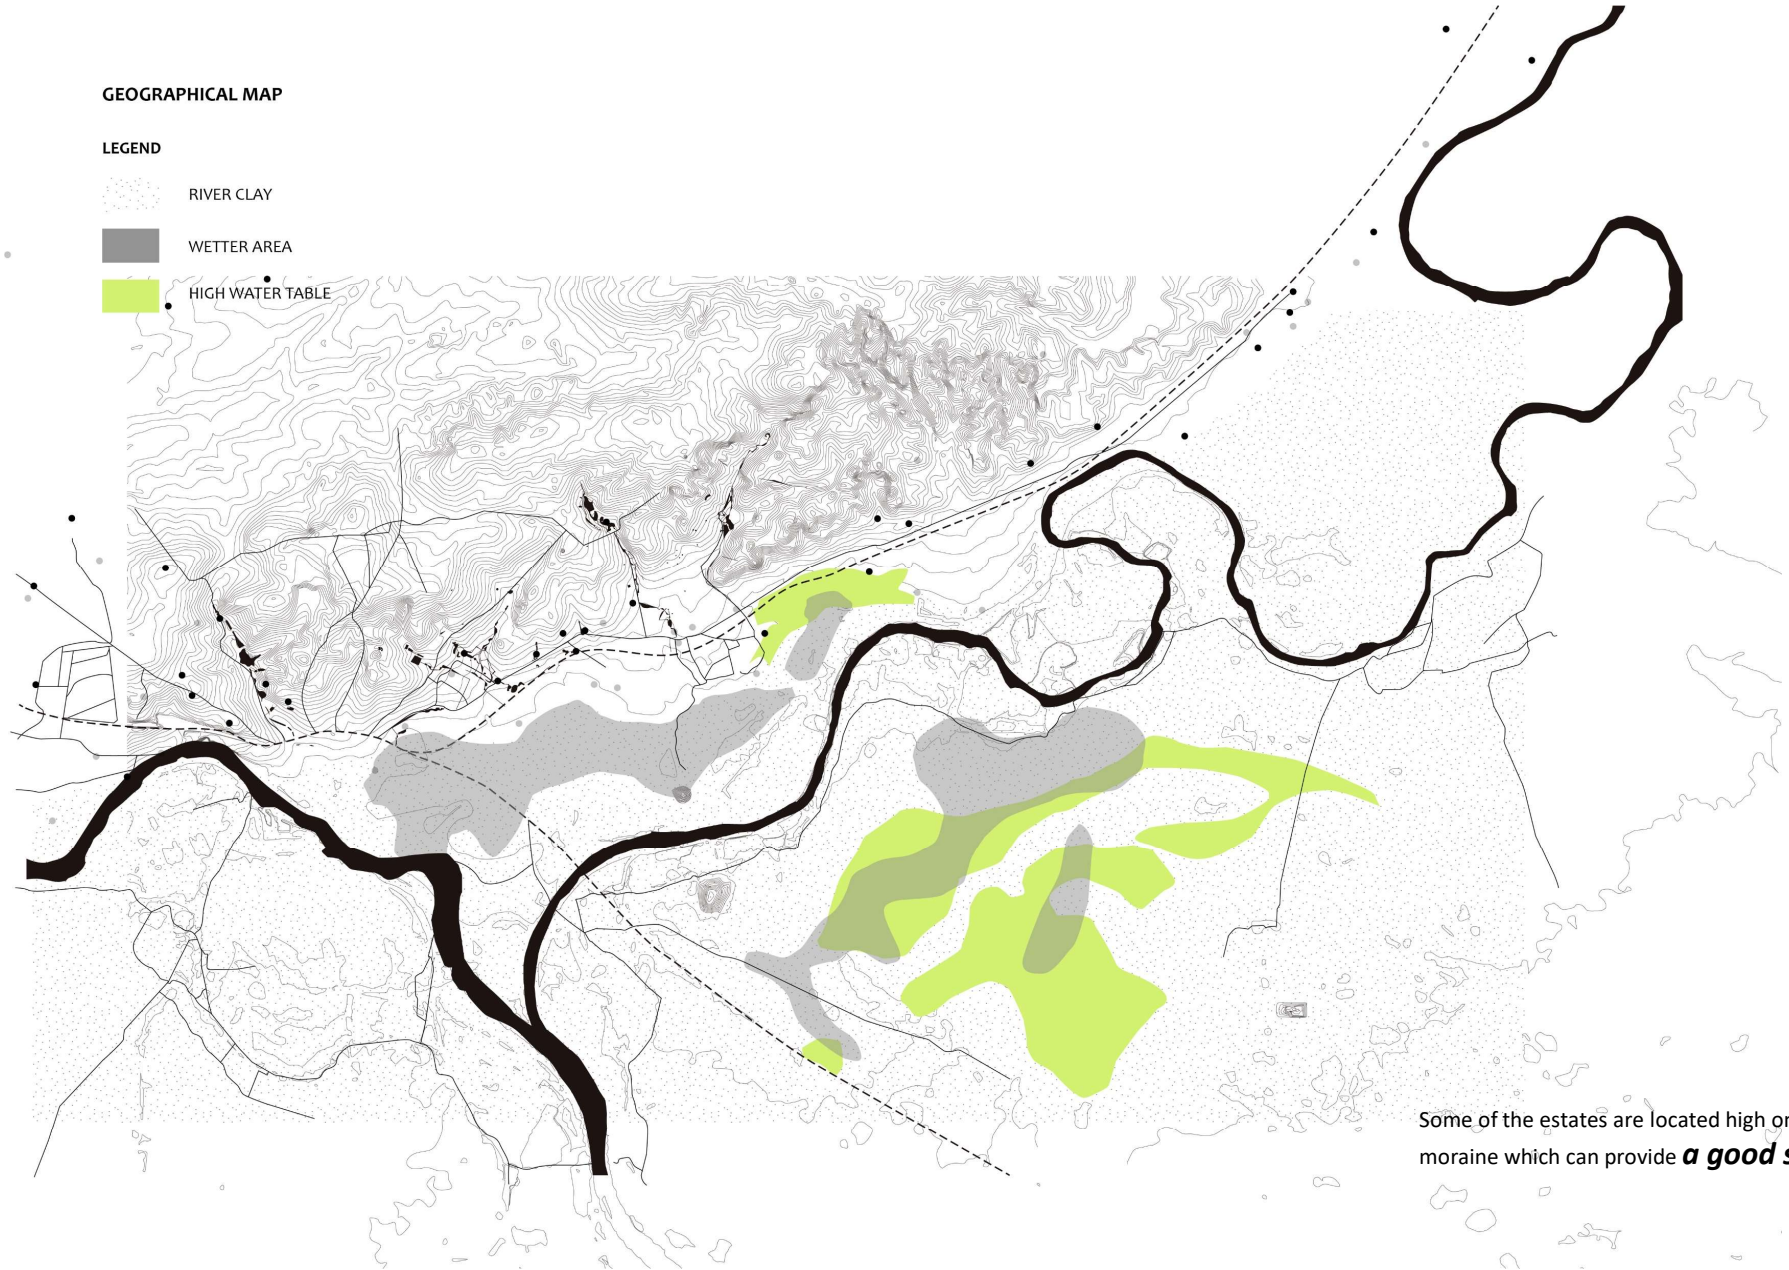 GEOGRAPHICAL MAP
LEGEND
RIVER CLAY
WETTER AREA
HIGH WATER TABLE
Some of the estates are located high
moraine which can provide a good